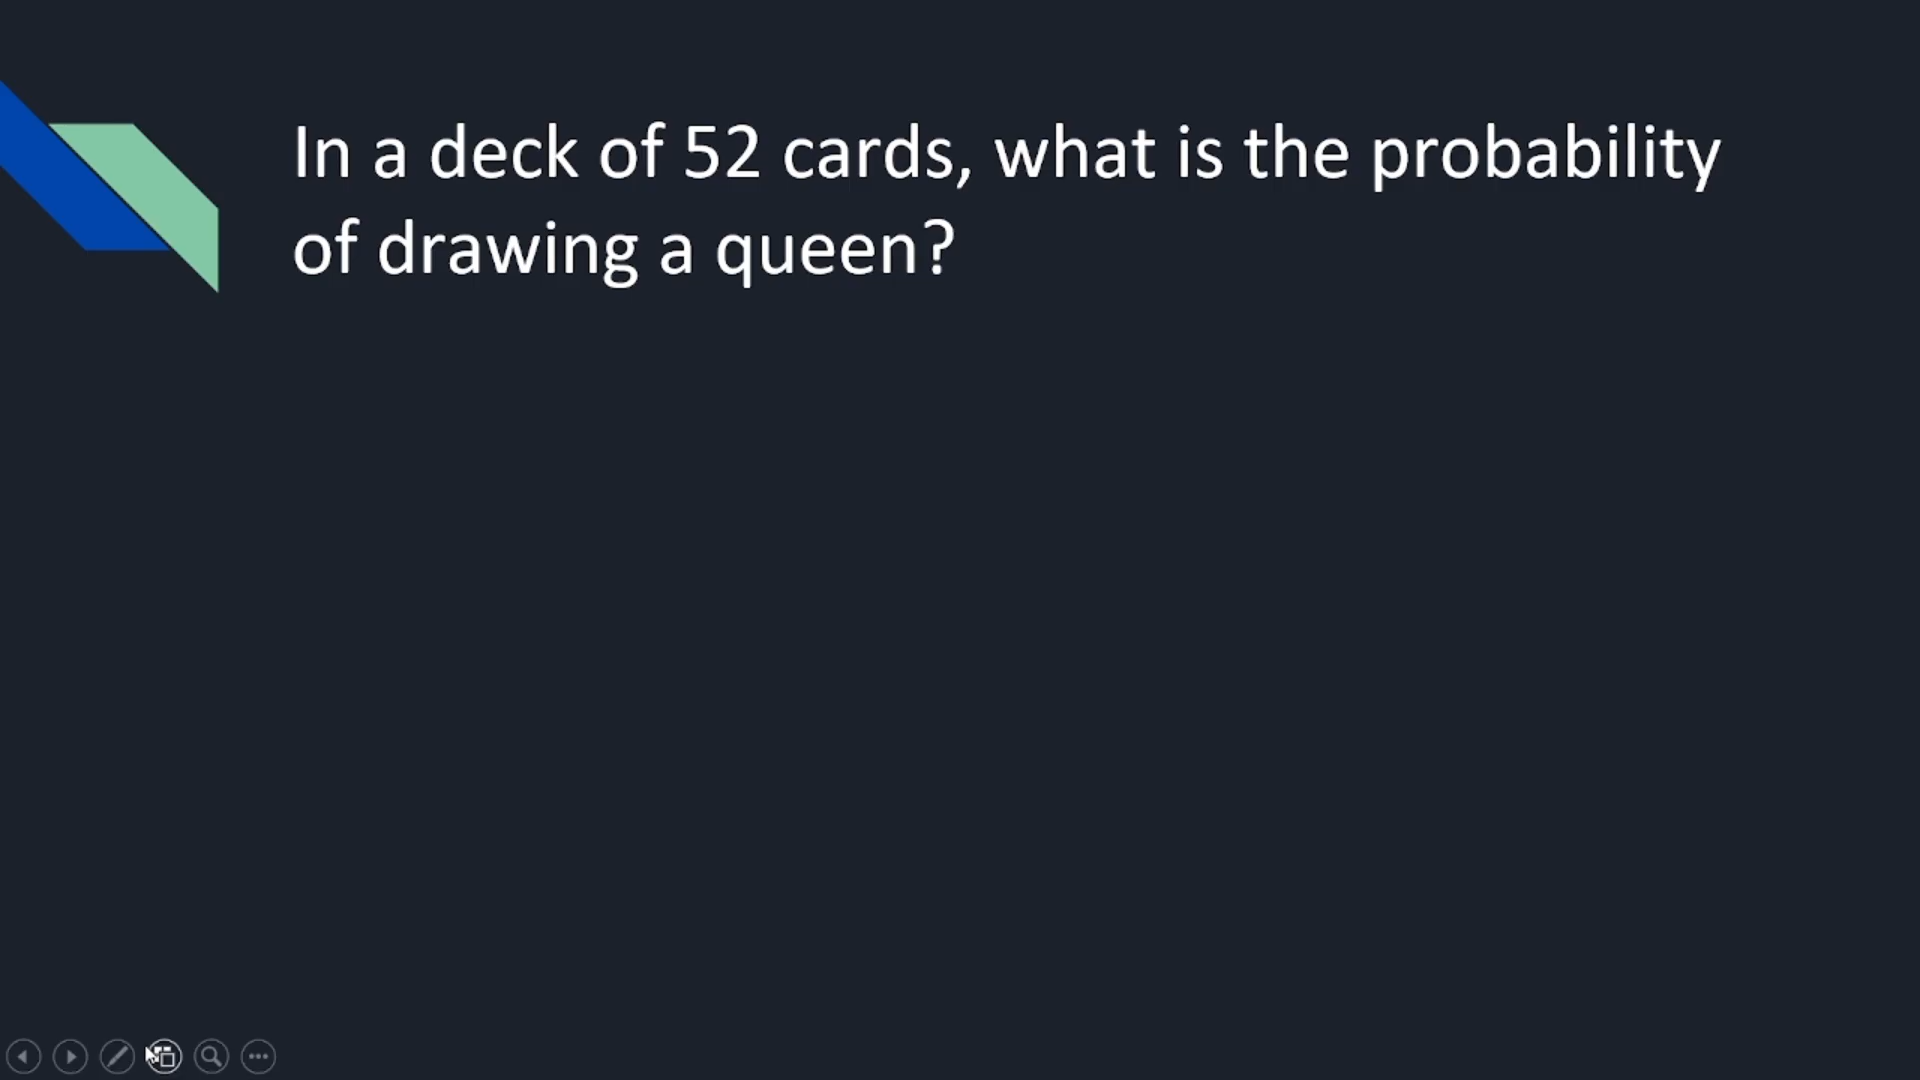 In a deck of 52 cards, what is the probability
of drawing a queen?